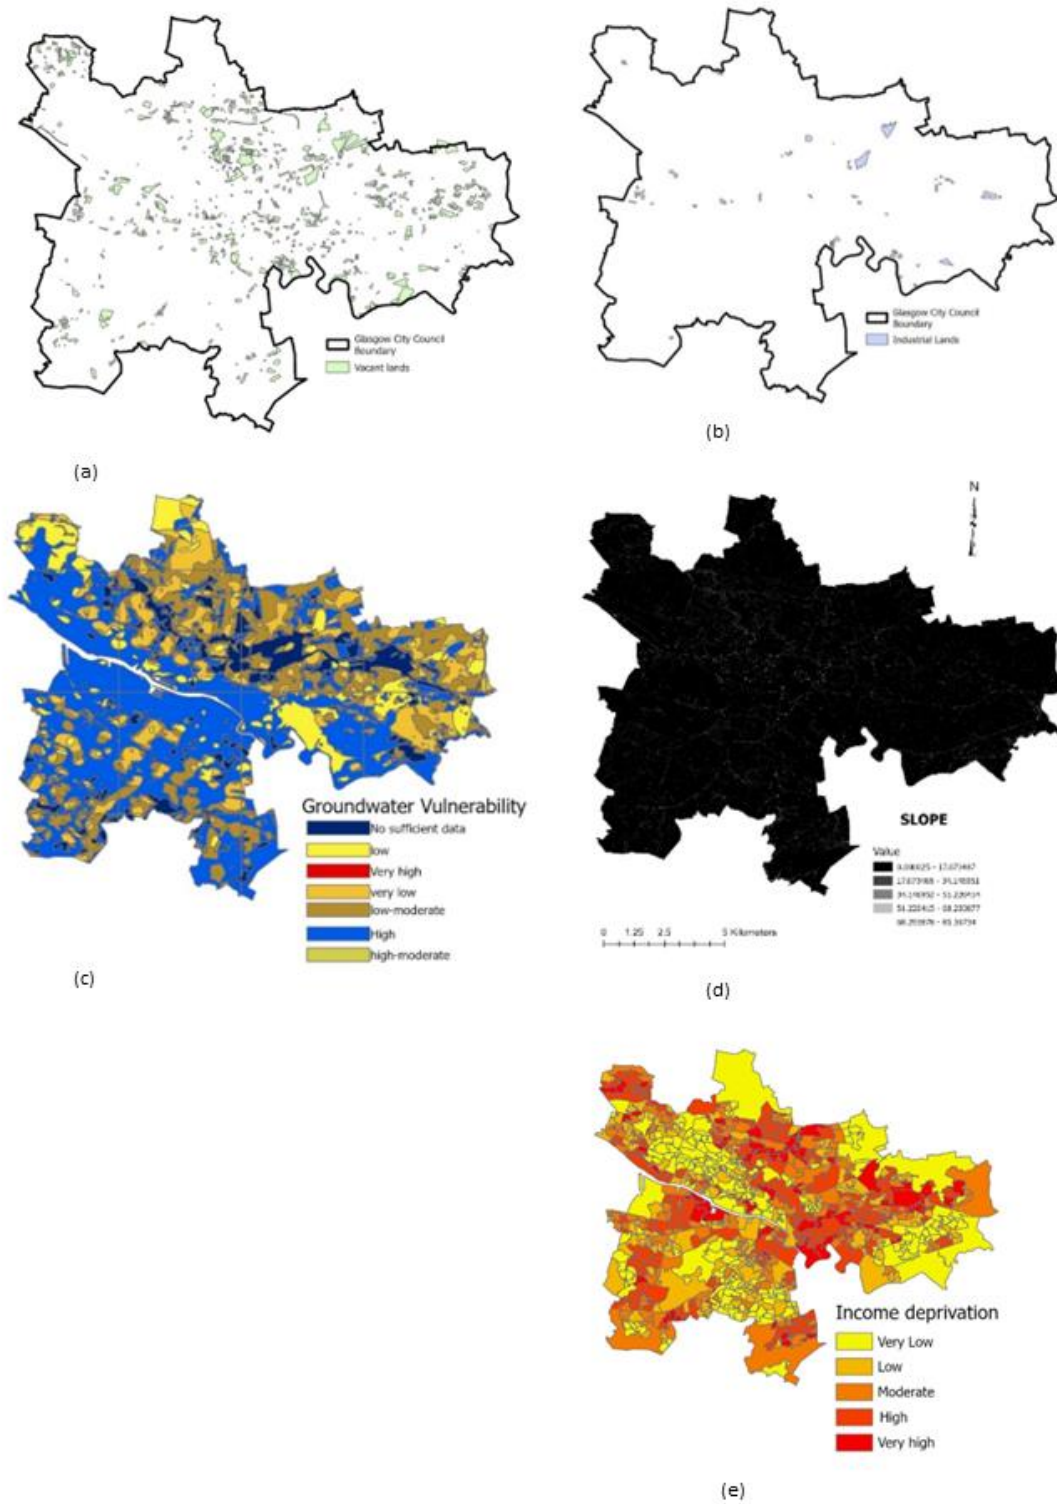 Glasgow City Council
Boundary
Vacant lands
(a)
Glasgow City Council
Boundary
Industrial Lands
(b)
Groundwater Vulnerability
No sufficient data
low
Very high
very low
low-moderate
High
high-moderate
(c)
N
SLOPE
Value
0 1.25 2.5 5 Kilometers
(d)
Income deprivation
Very Low
Low
Moderate
High
Very high
(e)